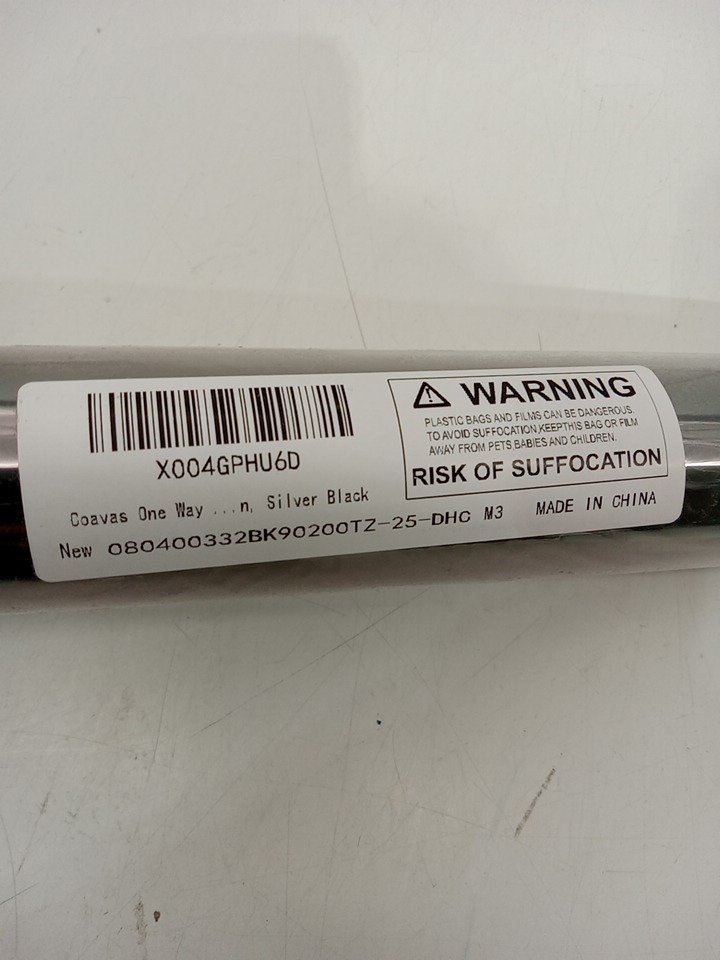 X004GPHU6D
Coavas One Way ...n, Silver Black
New 080400332BK90200TZ-25-DHC M3
MADE IN CHINA
⚠ WARNING
PLASTIC BAGS AND FILMS CAN BE DANGEROUS.
TO AVOID SUFFOCATION,KEEPTHIS BAG OR FILM
AWAY FROM PETS,BABIES AND CHILDREN.
RISK OF SUFFOCATION